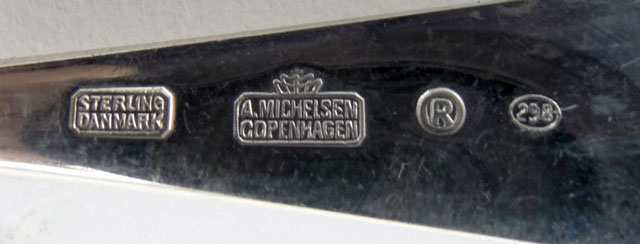 STERLING
DANMARK
A. MICHELSEN
COPENHAGEN
®
298